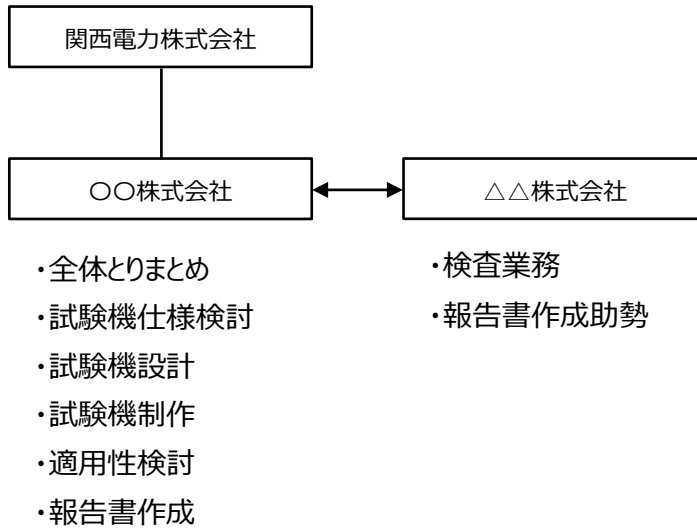 関西電力株式会社
〇〇株式会社
△△株式会社
・全体とりまとめ
・試験機仕様検討
・試験機設計
・試験機制作
・適用性検討
・報告書作成
・検査業務
・報告書作成助勢